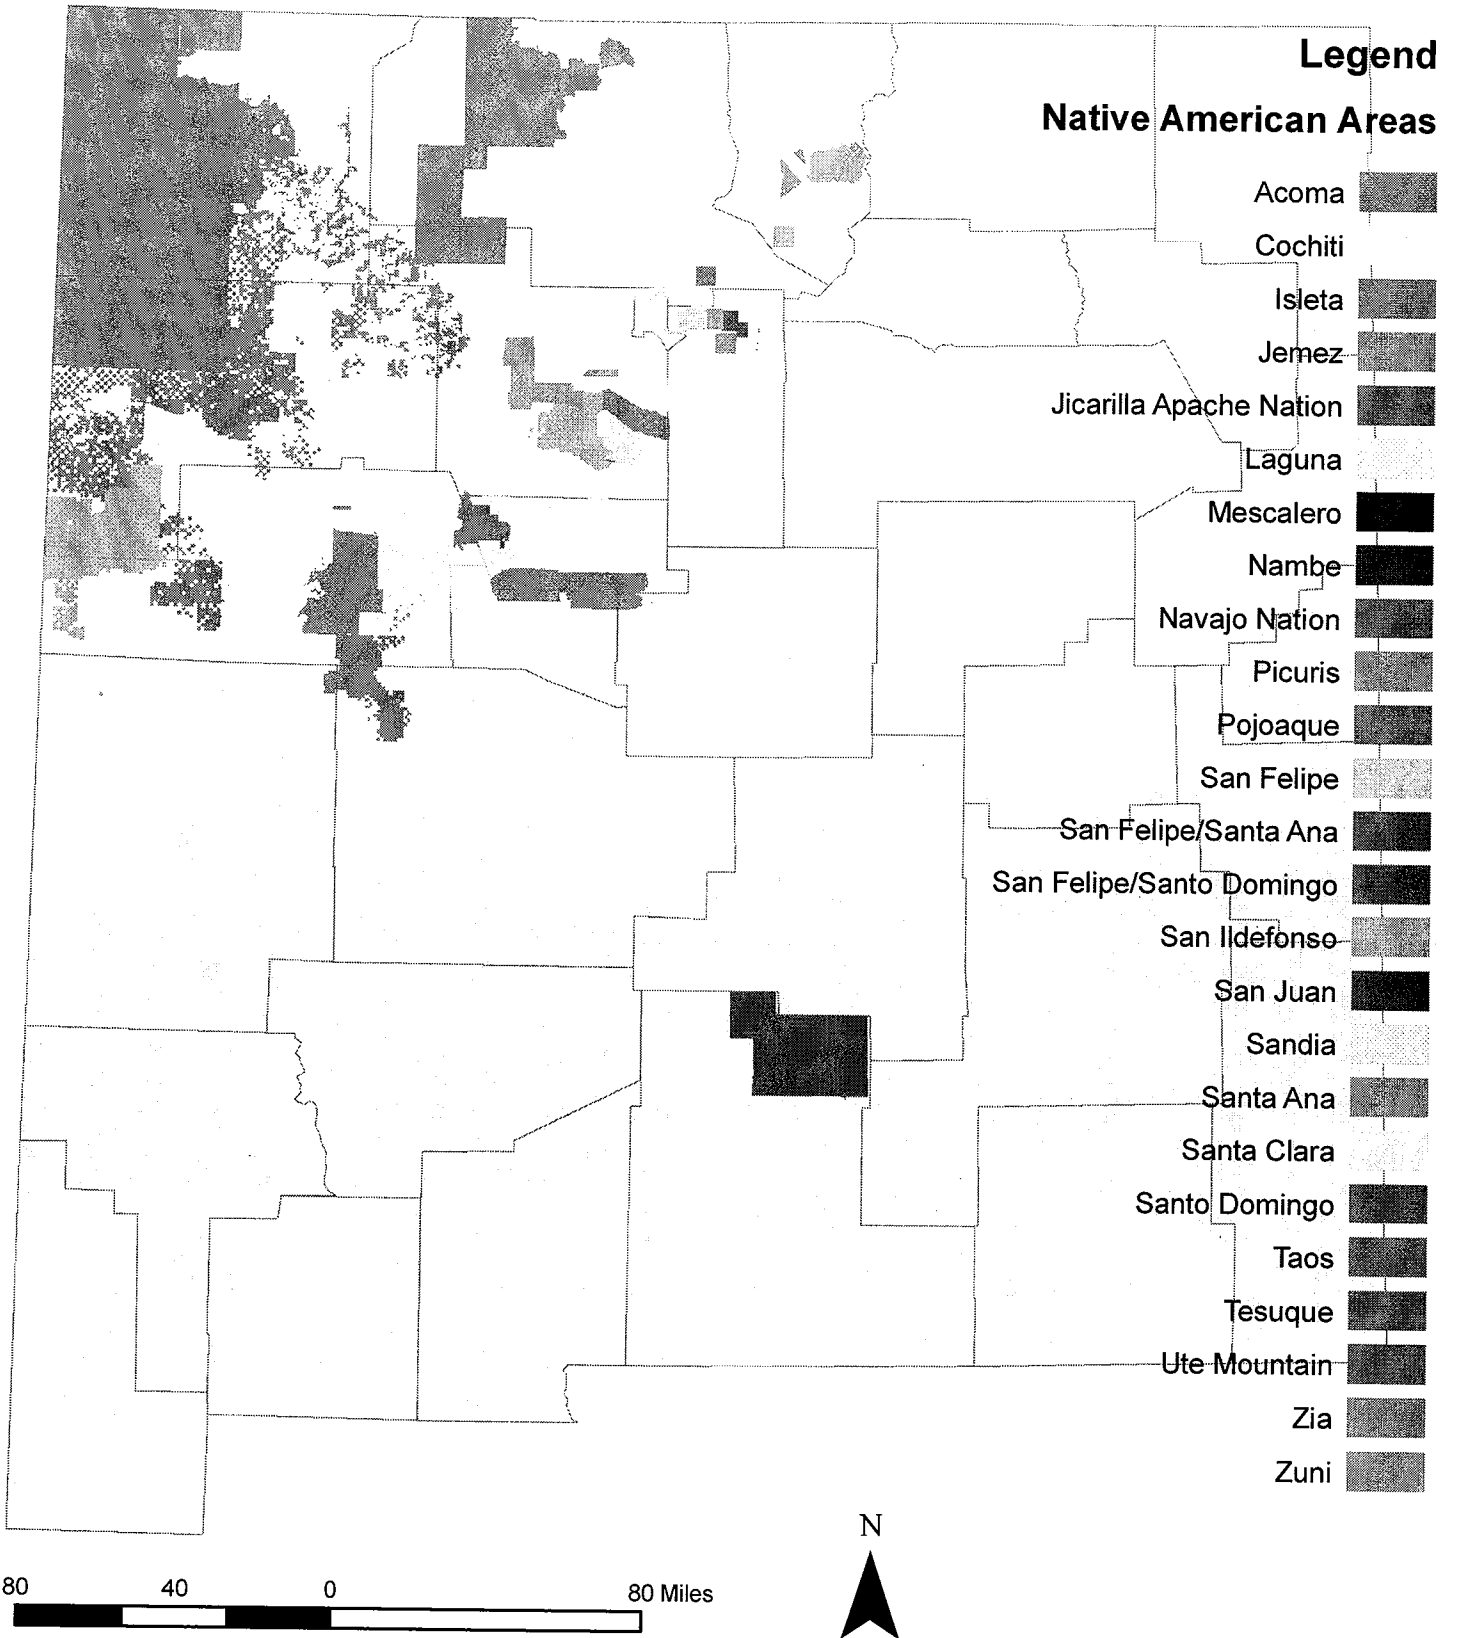 Legend
Native American Areas
Acoma
Cochiti
Isleta
Jemez
Jicarilla Apache Nation
Laguna
Mescalero
Nambe
Navajo Nation
Picuris
Pojoaque
San Felipe
San Felipe/Santa Ana
San Felipe/Santo Domingo
San Ildefonso
San Juan
Sandia
Santa Ana
Santa Clara
Santo Domingo
Taos
Tesuque
Ute Mountain
Zia
Zuni
N
80 40 0 80 Miles